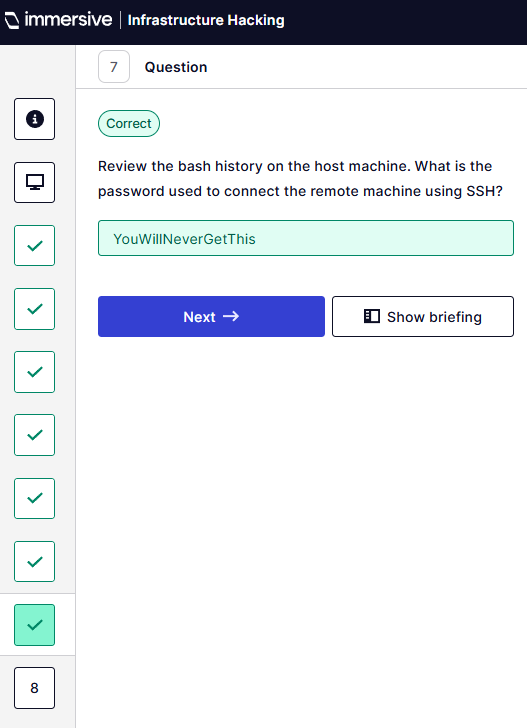 immersive | Infrastructure Hacking
7 Question
Correct
Review the bash history on the host machine. What is the
password used to connect the remote machine using SSH?
YouWillNeverGetThis
Next →
Show briefing
8